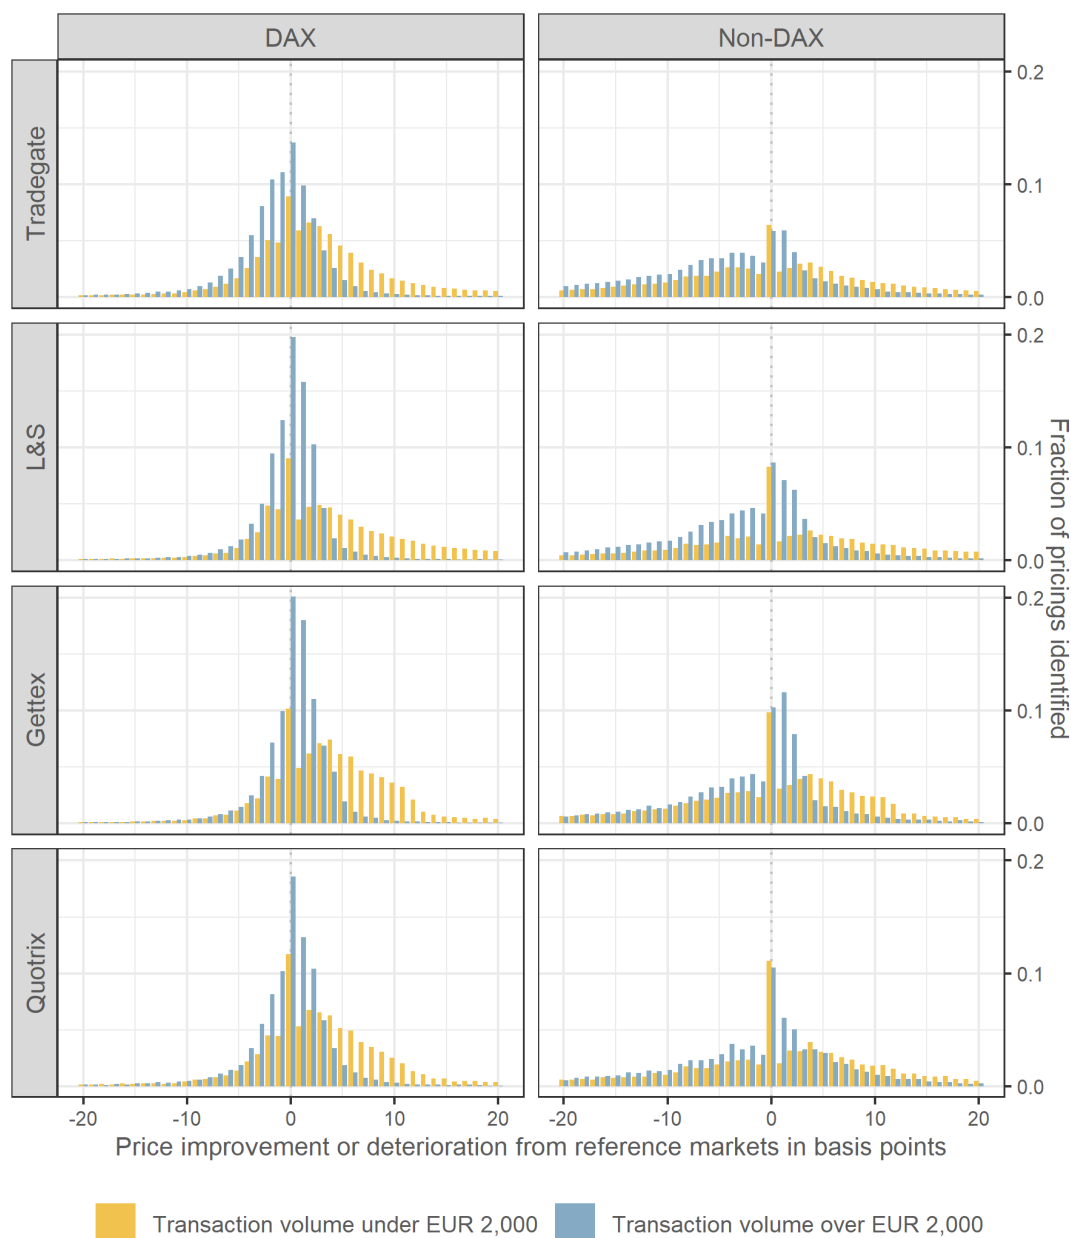 DAX
Non-DAX
Tradegate
0.2
0.1
0.0
L&S
0.2
0.1
0.0
Gettex
0.2
0.1
0.0
Quotrix
0.2
0.1
0.0
Fraction of pricings identified
-20 -10 0 10 20
-20 -10 0 10 20
Price improvement or deterioration from reference markets in basis points
Transaction volume under EUR 2,000
Transaction volume over EUR 2,000